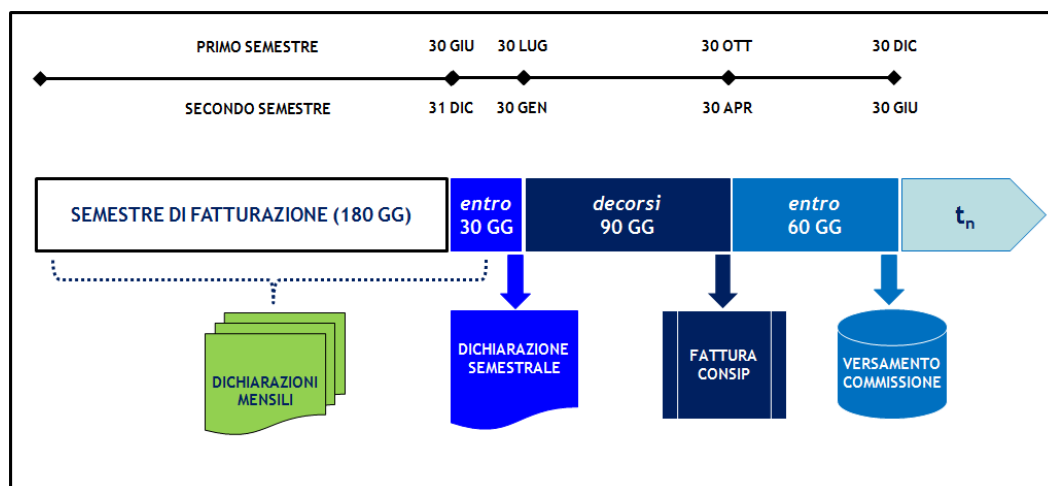 PRIMO SEMESTRE
30 GIU
30 LUG
30 OTT
30 DIC
SECONDO SEMESTRE
31 DIC
30 GEN
30 APR
30 GIU
SEMESTRE DI FATTURAZIONE (180 GG)
entro
30 GG
decorsi
90 GG
entro
60 GG
tn
DICHIARAZIONI
MENSILI
DICHIARAZIONE
SEMESTRALE
FATTURA
CONSIP
VERSAMENTO
COMMISSIONE